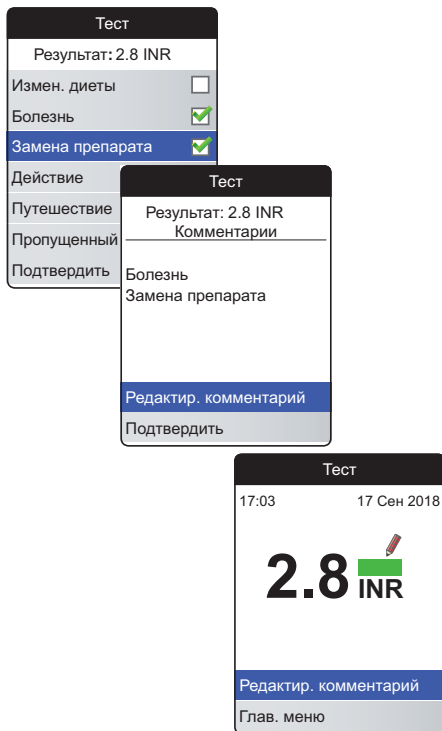 Тест
Результат: 2.8 INR
Измен. диеты
Болезнь
Замена препарата
Действие
Путешествие
Пропущенный
Подтвердить
Тест
Результат: 2.8 INR
Комментарии
Болезнь
Замена препарата
Редактир. комментарий
Подтвердить
Тест
17:03 17 Сен 2018
2.8 INR
Редактир. комментарий
Глав. меню